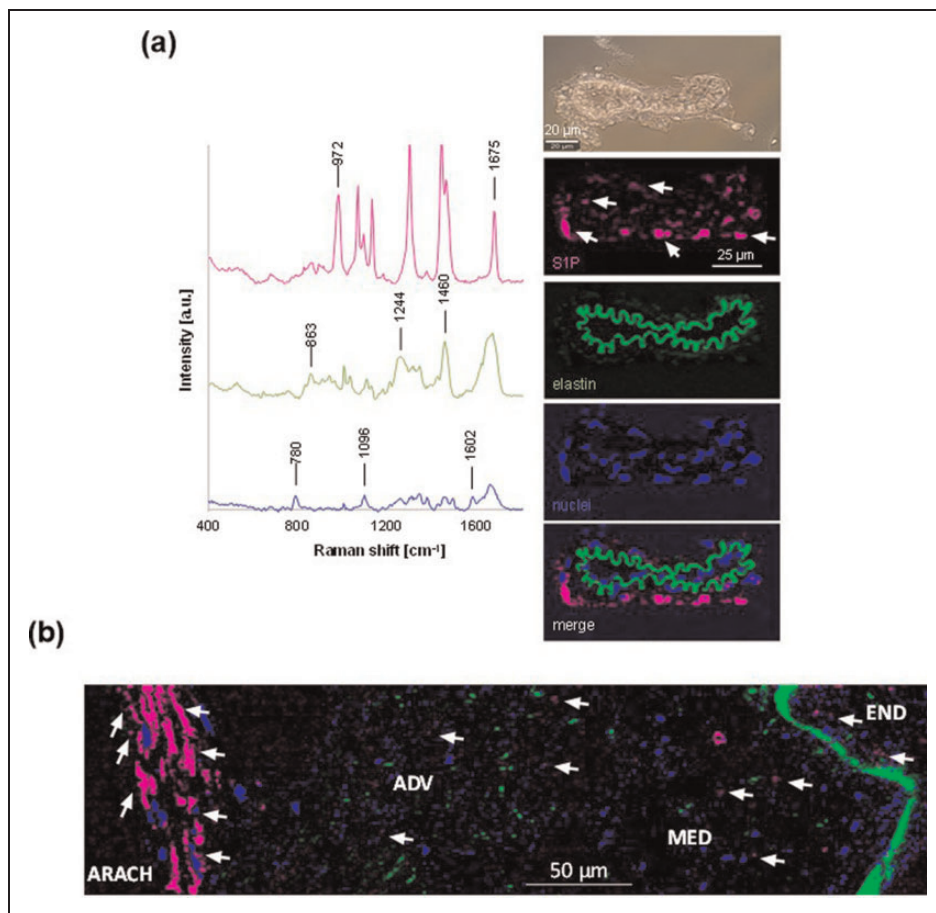 (a)
972
1675
1244
1460
863
780
1096
1602
Intensity [a.u.]
400
800
1200
1600
Raman shift [cm⁻¹]
20 µm
20 µm
S1P
25 µm
elastin
nuclei
merge
(b)
ARACH
ADV
50 µm
MED
END